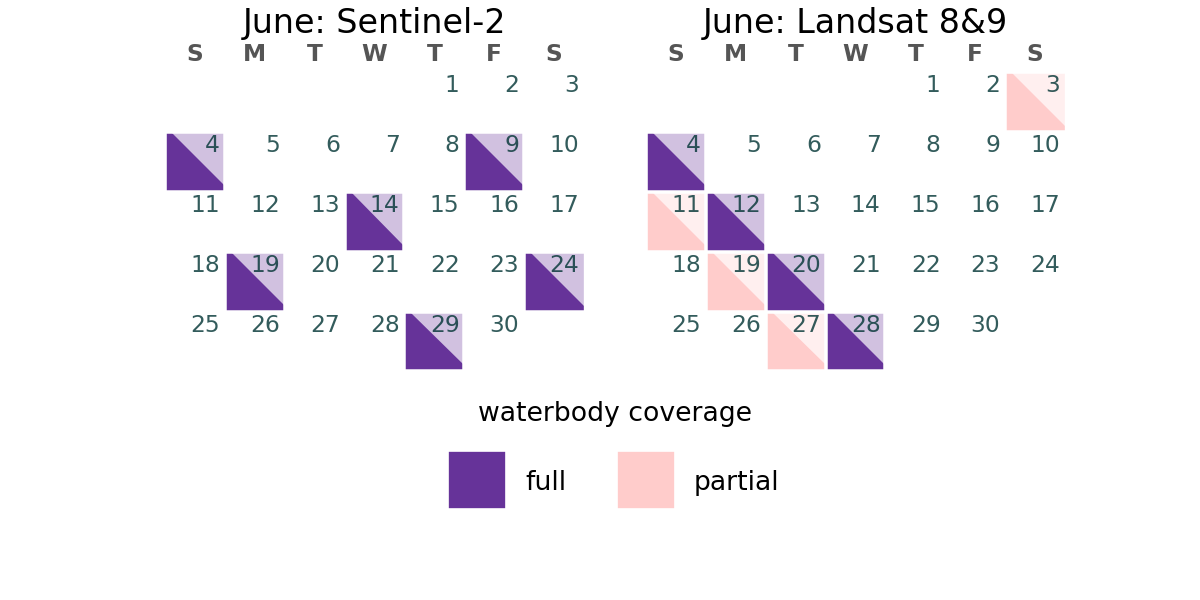 June: Sentinel-2
S M T W T F S
1 2 3
4 5 6 7 8 9 10
11 12 13 14 15 16 17
18 19 20 21 22 23 24
25 26 27 28 29 30
June: Landsat 8&9
S M T W T F S
1 2 3
4 5 6 7 8 9 10
11 12 13 14 15 16 17
18 19 20 21 22 23 24
25 26 27 28 29 30
waterbody coverage
full partial